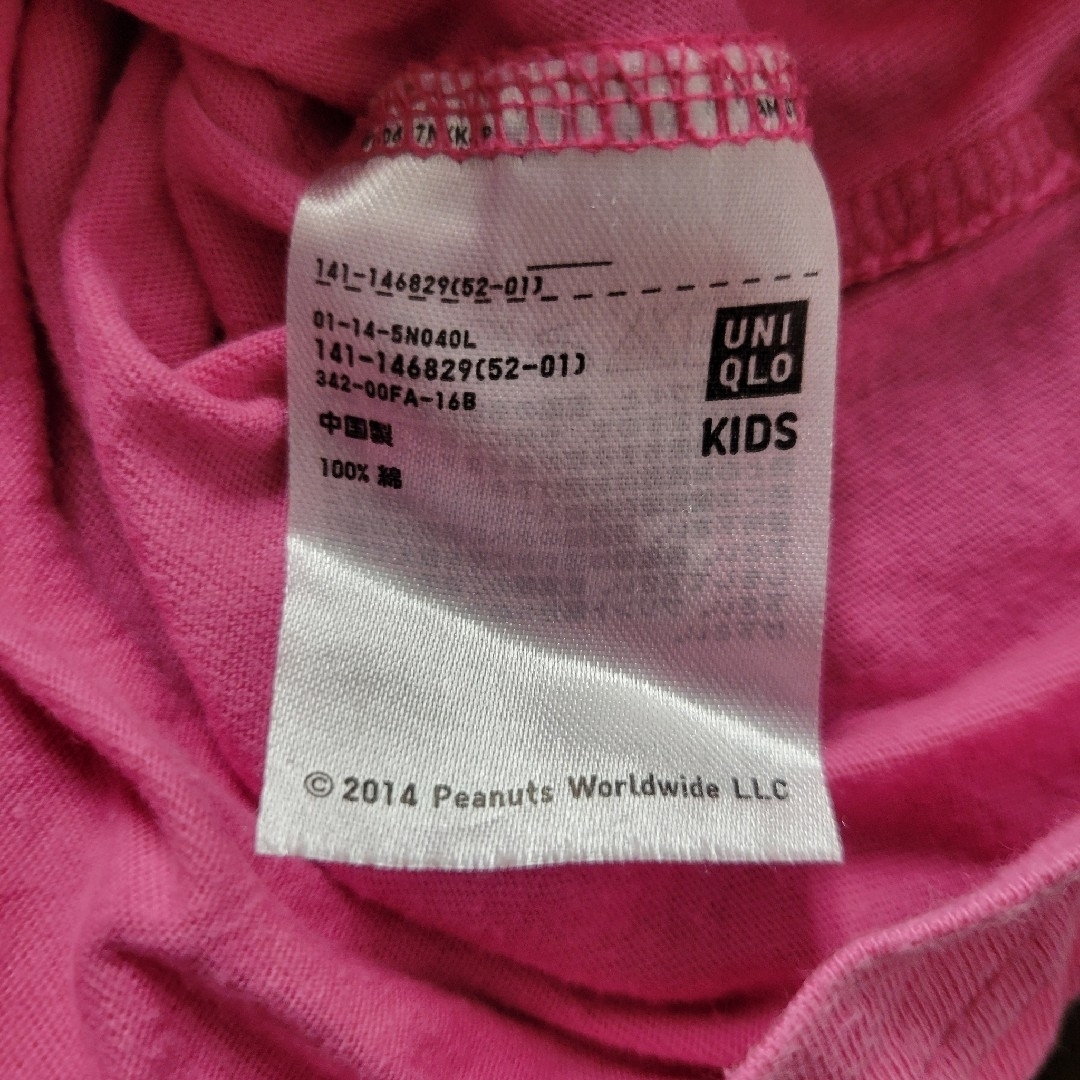 141-146829(52-01)
01-14-5N040L
141-146829(52-01)
342-00FA-16B
中国製
100% 綿
UNI
QLO
KIDS
© 2014 Peanuts Worldwide LLC